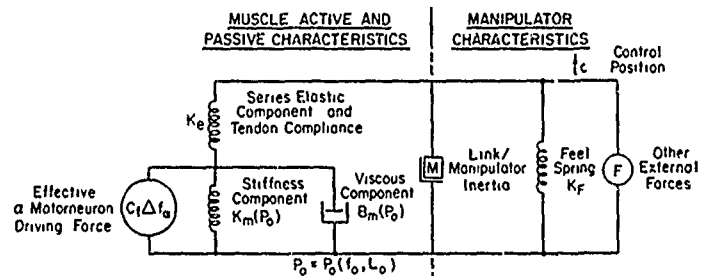 MUSCLE ACTIVE AND
PASSIVE CHARACTERISTICS
MANIPULATOR
CHARACTERISTICS
c
Control
Position
Ke
Series Elastic
Component and
Tendon Compliance
Effective
α Motorneuron
Driving Force
CfΔfα
Stiffness
Component
Km(Po)
Viscous
Component
Bm(Po)
M
Link/
Manipulator
Inertia
Feel
Spring
KF
F
Other
External
Forces
Po = Po(fo, Lo)